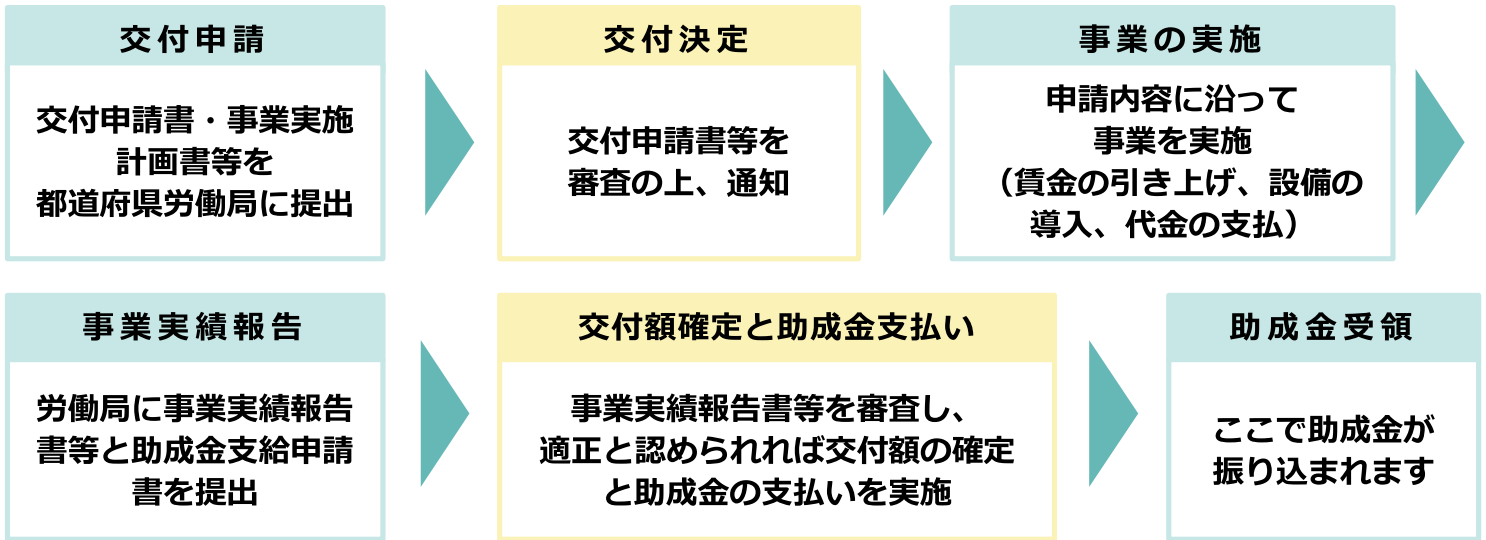 交付申請
交付申請書・事業実施
計画書等を
都道府県労働局に提出
交付決定
交付申請書等を
審査の上、通知
事業の実施
申請内容に沿って
事業を実施
（賃金の引き上げ、設備の
導入、代金の支払）
事業実績報告
労働局に事業実績報告
書等と助成金支給申請
書を提出
交付額確定と助成金支払い
事業実績報告書等を審査し、
適正と認められれば交付額の確定
と助成金の支払いを実施
助成金受領
ここで助成金が
振り込まれます